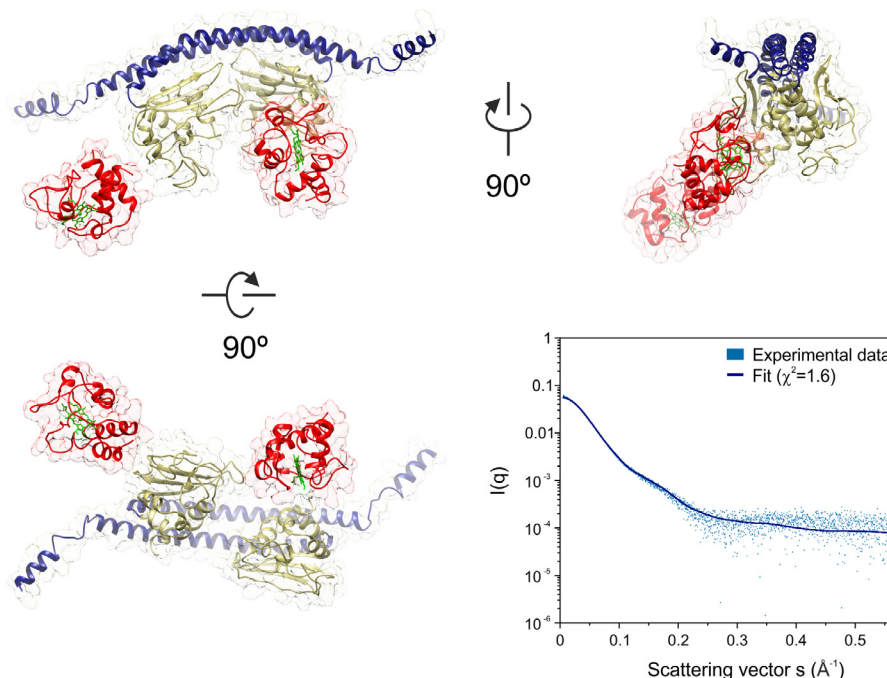 90º
90º
1
0.1
0.01
10⁻³
10⁻⁴
10⁻⁵
10⁻⁶
I(q)
Experimental data
Fit (χ²=1.6)
0
0.1
0.2
0.3
0.4
0.5
Scattering vector s (Å⁻¹)